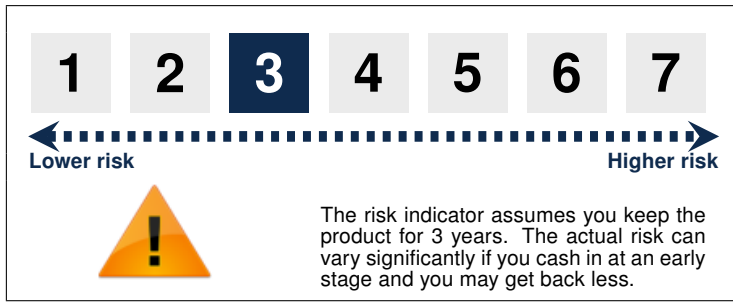 1 2 3 4 5 6 7
Lower risk Higher risk
!
The risk indicator assumes you keep the
product for 3 years. The actual risk can
vary significantly if you cash in at an early
stage and you may get back less.